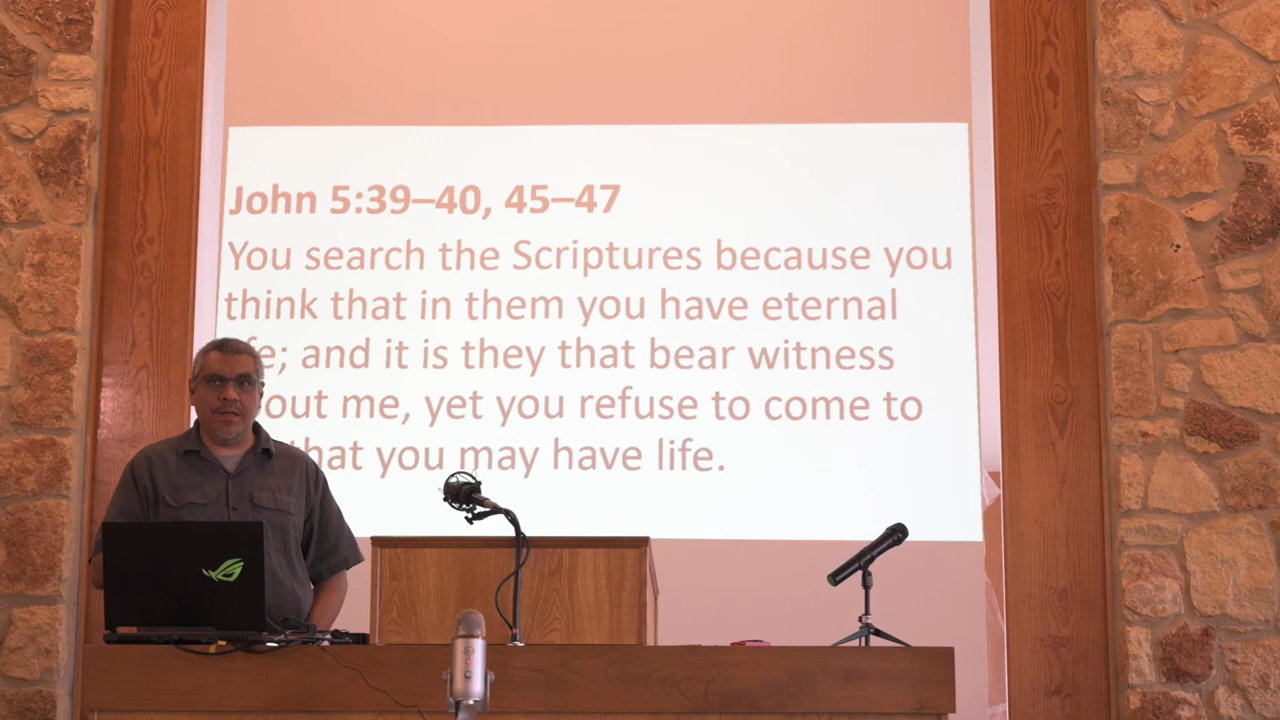 John 5:39–40, 45–47
You search the Scriptures because you
think that in them you have eternal
and it is they that bear witness
me, yet you refuse to come to
that you may have life.